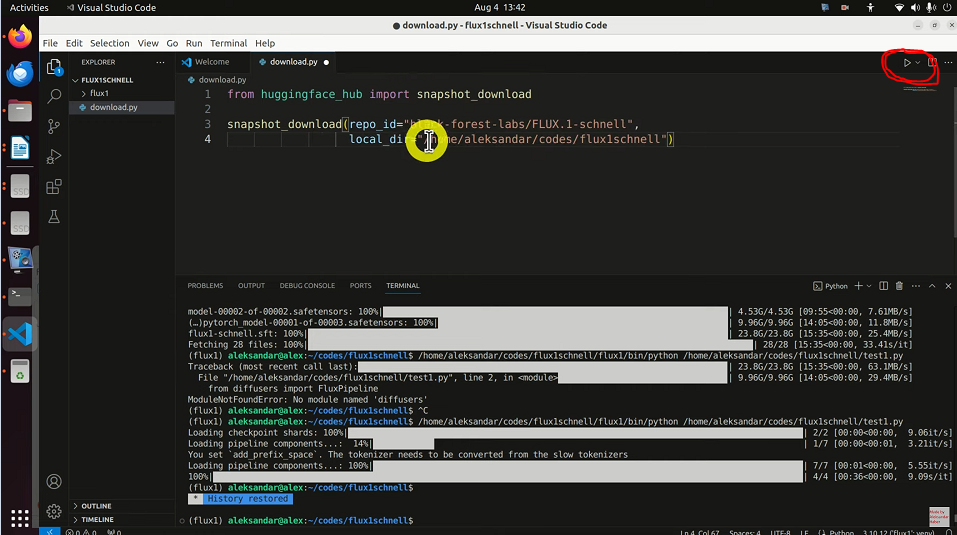 Activities
Visual Studio Code
Aug 4 13:42
● download.py - flux1schnell - Visual Studio Code
File Edit Selection View Go Run Terminal Help
EXPLORER ···
FLUX1SCHNELL
flux1
download.py
Welcome
download.py ●
download.py
1 from huggingface_hub import snapshot_download
2
3 snapshot_download(repo_id="black-forest-labs/FLUX.1-schnell",
4 local_dir="/home/aleksandar/codes/flux1schnell")
PROBLEMS OUTPUT DEBUG CONSOLE PORTS TERMINAL
Python
model-00002-of-00002.safetensors: 100%| | 4.53G/4.53G [09:55<00:00, 7.61MB/s]
(…)pytorch_model-00001-of-00003.safetensors: 100%| | 9.96G/9.96G [14:05<00:00, 11.8MB/s]
flux1-schnell.sft: 100%| | 23.8G/23.8G [15:35<00:00, 25.4MB/s]
Fetching 28 files: 100%| | 28/28 [15:35<00:00, 33.41s/it]
(flux1) aleksandar@alex:~/codes/flux1schnell$ /home/aleksandar/codes/flux1schnell/flux1/bin/python /home/aleksandar/codes/flux1schnell/test1.py
Traceback (most recent call last): | 23.8G/23.8G [15:35<00:00, 63.1MB/s]
File "/home/aleksandar/codes/flux1schnell/test1.py", line 2, in <module> | 9.96G/9.96G [14:05<00:00, 29.4MB/s]
from diffusers import FluxPipeline
ModuleNotFoundError: No module named 'diffusers'
(flux1) aleksandar@alex:~/codes/flux1schnell$ ^C
(flux1) aleksandar@alex:~/codes/flux1schnell$ /home/aleksandar/codes/flux1schnell/flux1/bin/python /home/aleksandar/codes/flux1schnell/test1.py
Loading checkpoint shards: 100%| | 2/2 [00:00<00:00, 9.06it/s]
Loading pipeline components...: 14%| | 1/7 [00:00<00:01, 3.21it/s]
You set `add_prefix_space`. The tokenizer needs to be converted from the slow tokenizers
Loading pipeline components...: 100%| | 7/7 [00:01<00:00, 5.55it/s]
100%| | 4/4 [00:36<00:00, 9.09s/it]
(flux1) aleksandar@alex:~/codes/flux1schnell$
* History restored
(flux1) aleksandar@alex:~/codes/flux1schnell$
OUTLINE
TIMELINE
0 0 0
Ln 4, Col 67 Spaces: 4 UTF-8 LF Python 3.10.12 ('flux1': venv)